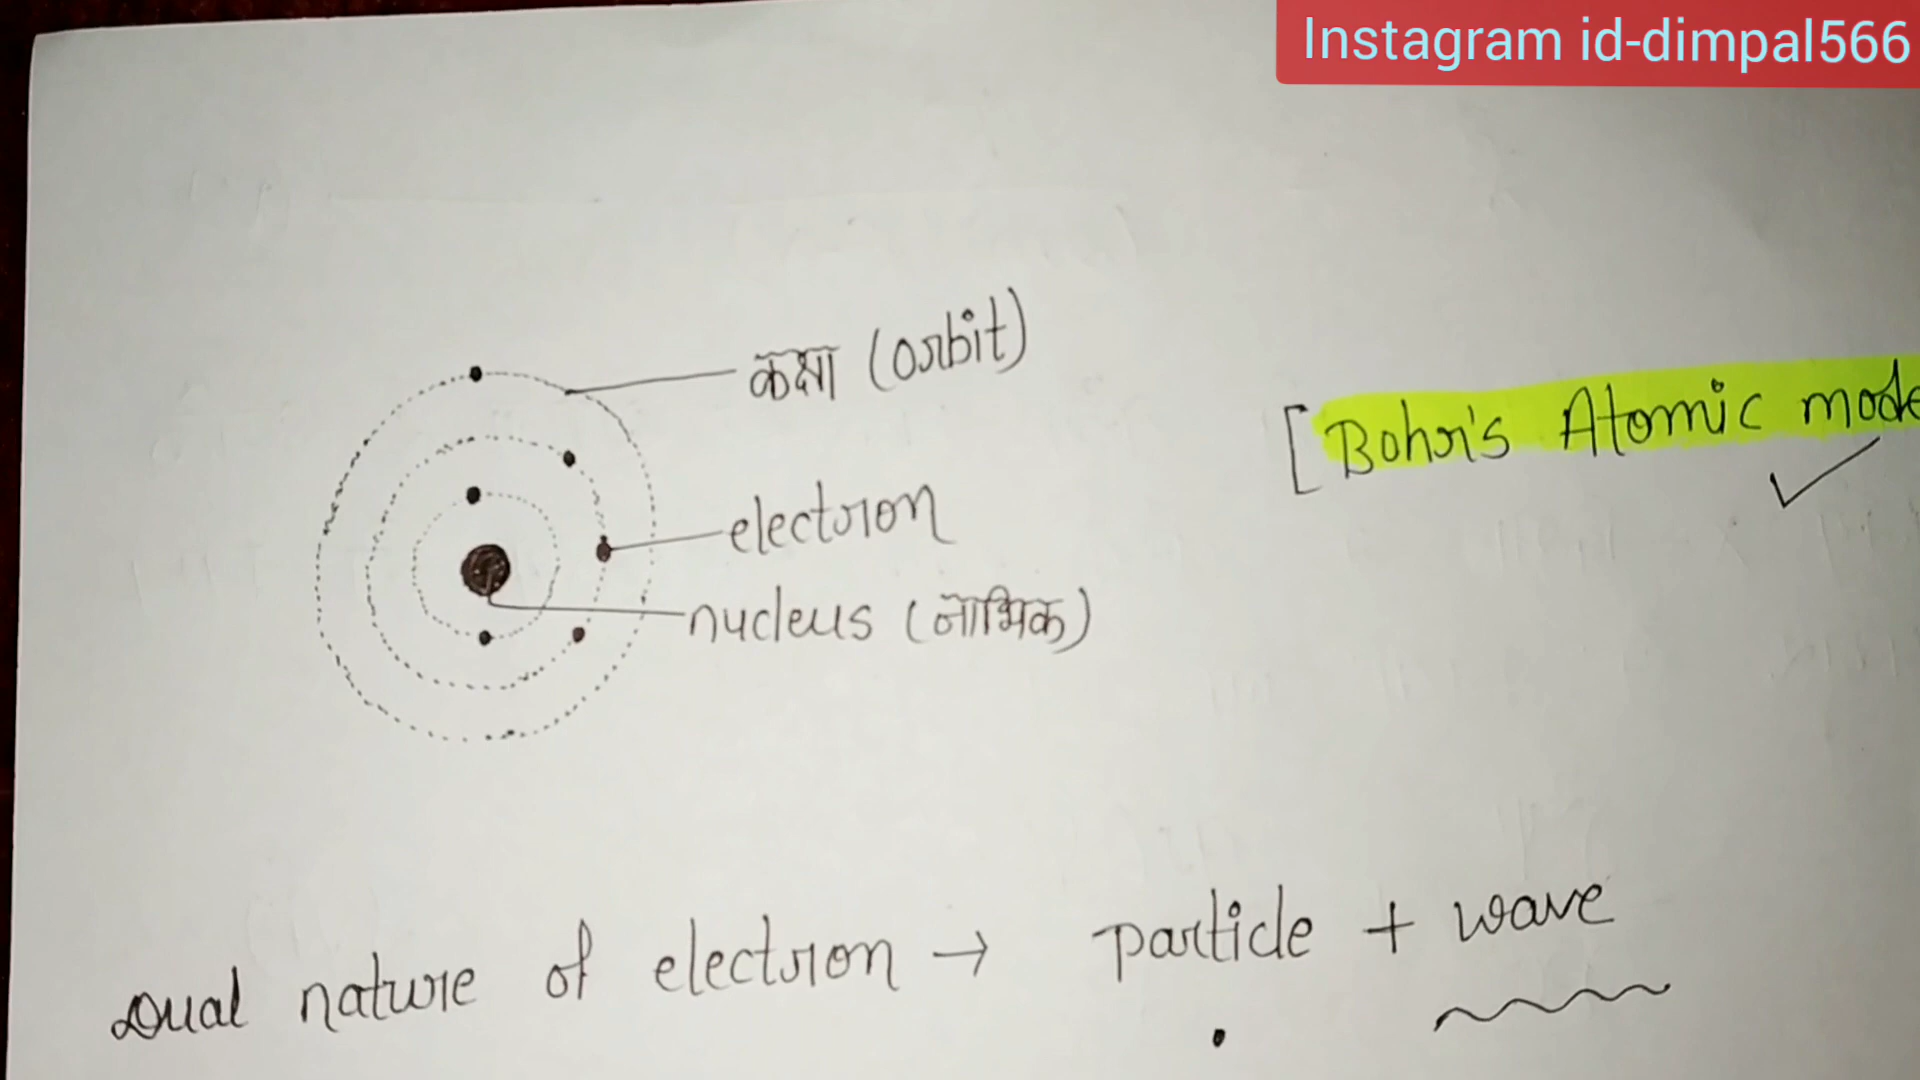 Instagram id-dimpal566
कक्षा (orbit)
[Bohr's Atomic mode
electron
nucleus (नाभिक)
Dual nature of electron → particle + wave